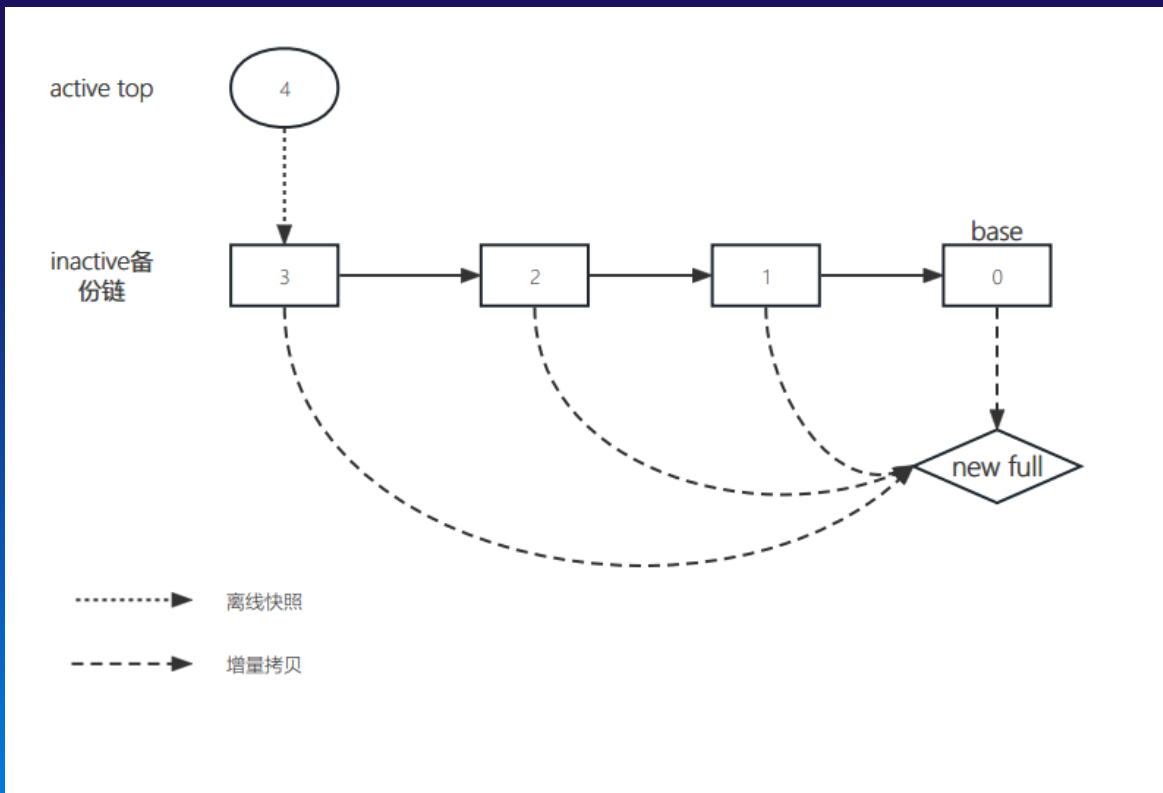 active top
4
base
inactive备
份链
3
2
1
0
new full
离线快照
增量拷贝